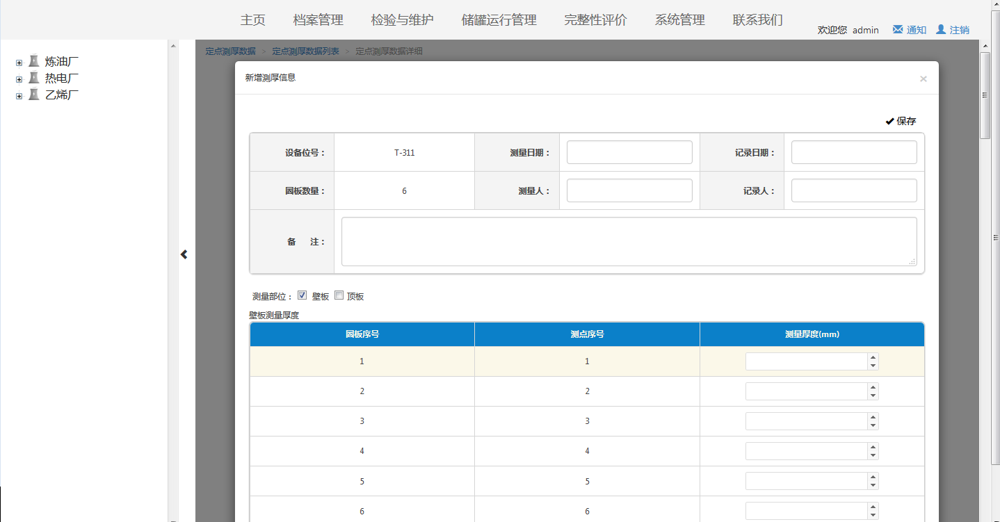 主页 档案管理 检验与维护 储罐运行管理 完整性评价 系统管理 联系我们
欢迎您 admin 通知 注销
炼油厂
热电厂
乙烯厂
定点测厚数据 > 定点测厚数据列表 > 定点测厚数据详细
新增测厚信息
×
保存
设备位号： T-311 测量日期： 记录日期：
圈板数量： 6 测量人： 记录人：
备 注：
测量部位： 壁板 顶板
壁板测量厚度
圈板序号 测点序号 测量厚度(mm)
1 1
2 2
3 3
4 4
5 5
6 6